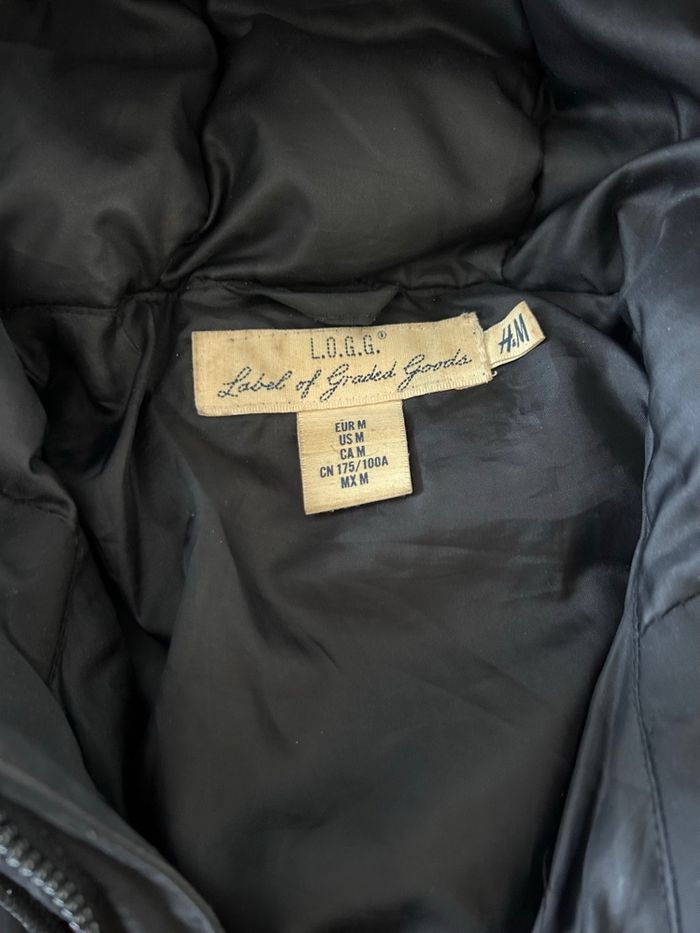 L.O.G.G.®
Label of Graded Goods
H&M
EUR M
US M
CA M
CN 175/100A
MX M